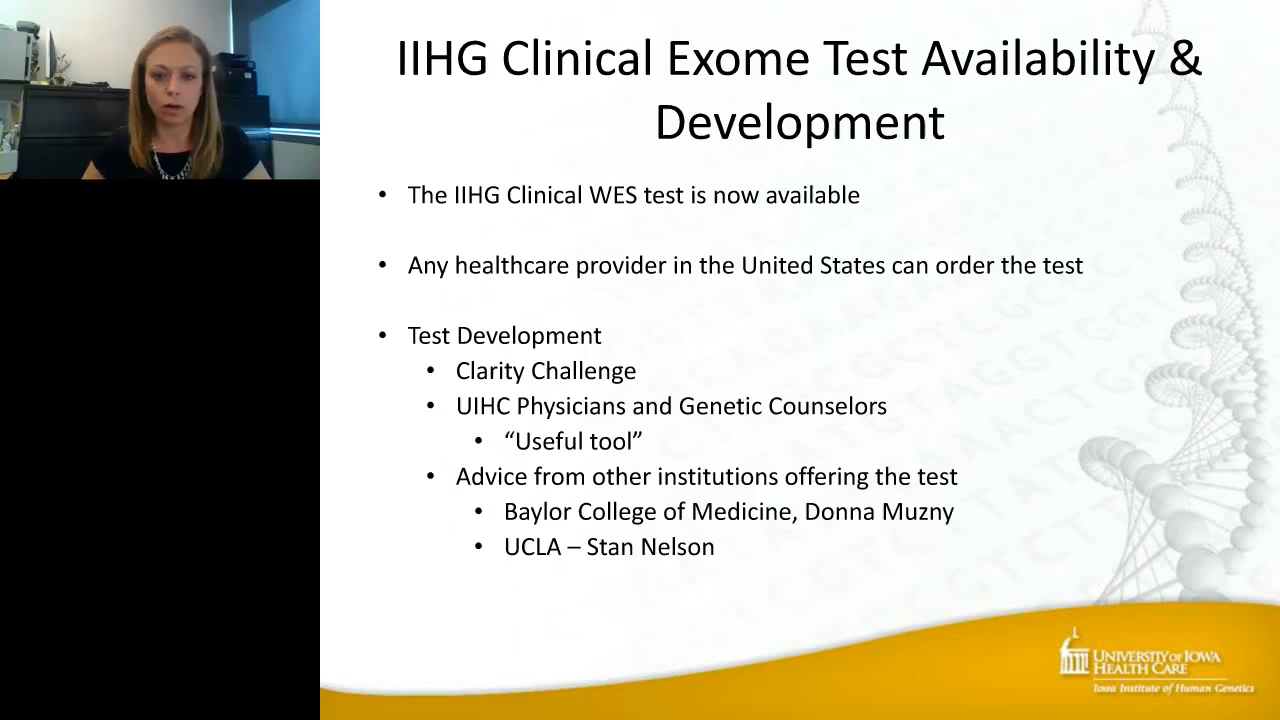 IIHG Clinical Exome Test Availability &
Development
• The IIHG Clinical WES test is now available
• Any healthcare provider in the United States can order the test
• Test Development
• Clarity Challenge
• UIHC Physicians and Genetic Counselors
• “Useful tool”
• Advice from other institutions offering the test
• Baylor College of Medicine, Donna Muzny
• UCLA – Stan Nelson
UNIVERSITY OF IOWA
HEALTH CARE
Iowa Institute of Human Genetics